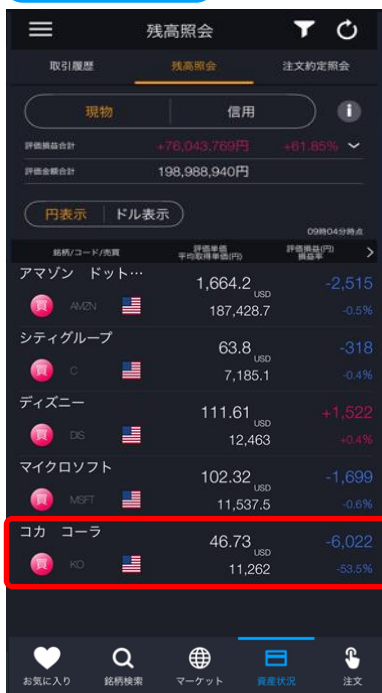 残高照会
取引履歴 残高照会 注文約定照会
現物 信用 i
評価損益合計 +76,043,769円 +61.85%
評価金額合計 198,988,940円
円表示 ドル表示
09時04分時点
銘柄/コード/売買 評価単価 評価損益(円)
平均取得単価(円) 損益率
アマゾン ドット… 1,664.2 USD -2,515
買 AMZN 187,428.7 -0.5%
シティグループ 63.8 USD -318
買 C 7,185.1 -0.4%
ディズニー 111.61 USD +1,522
買 DIS 12,463 +0.4%
マイクロソフト 102.32 USD -1,699
買 MSFT 11,537.5 -0.6%
コカ コーラ 46.73 USD -6,022
買 KO 11,262 -53.5%
お気に入り 銘柄検索 マーケット 資産状況 注文